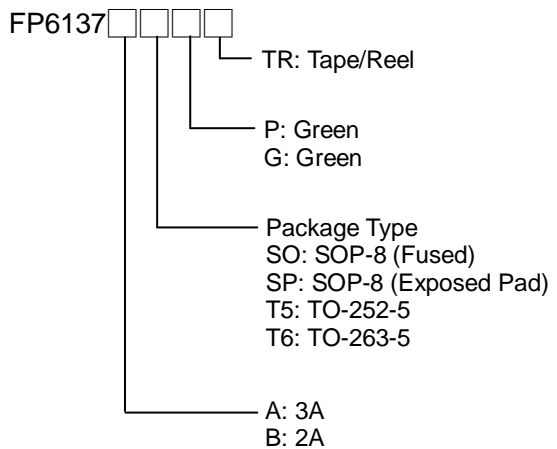 FP6137
TR: Tape/Reel
P: Green
G: Green
Package Type
SO: SOP-8 (Fused)
SP: SOP-8 (Exposed Pad)
T5: TO-252-5
T6: TO-263-5
A: 3A
B: 2A